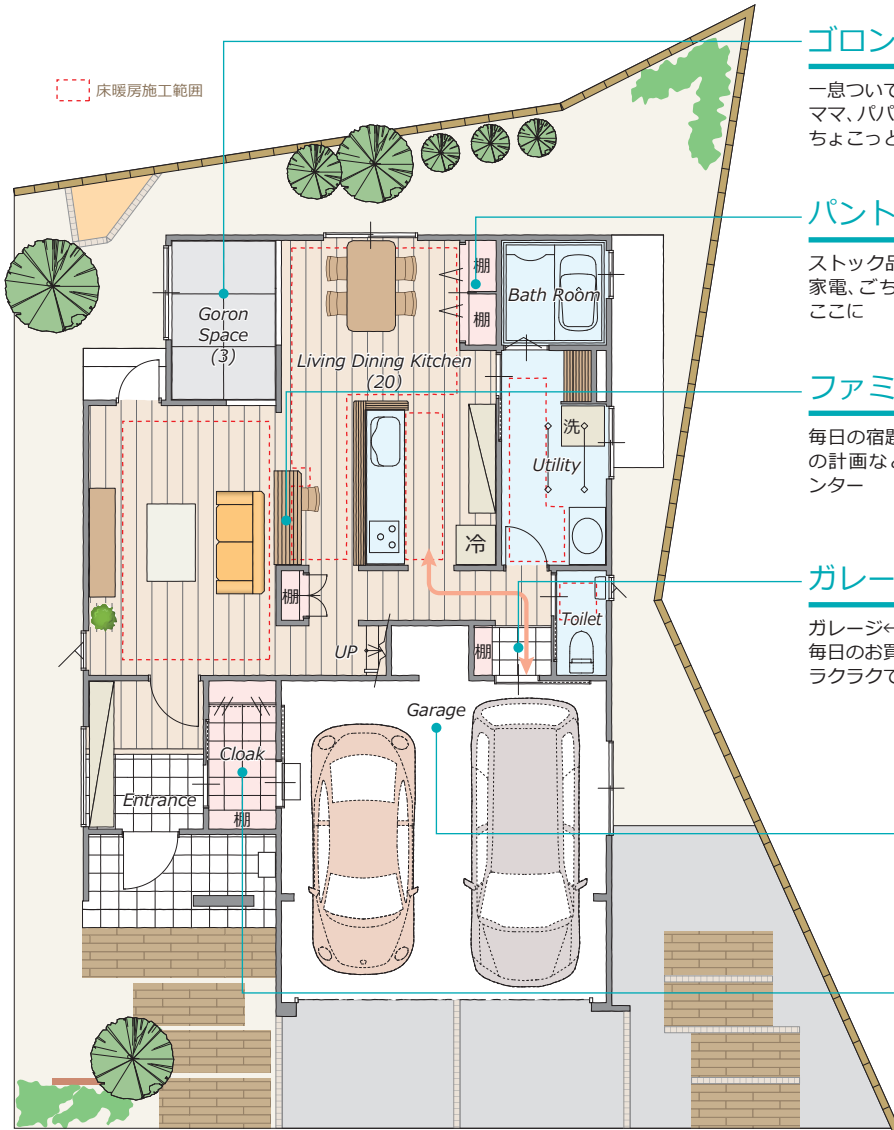 床暖房施工範囲
ゴロン
一息ついて
ママ、パパ
ちょこっと
パント
ストック品
家電、ごち
ここに
ファミ
毎日の宿題
の計画な
ンター
ガレー
ガレージ
毎日のお買
ラクラクで
Goron
Space
(3)
Living Dining Kitchen
(20)
棚
棚
Bath Room
洗
Utility
冷
棚
UP
棚
Toilet
Garage
Cloak
棚
Entrance